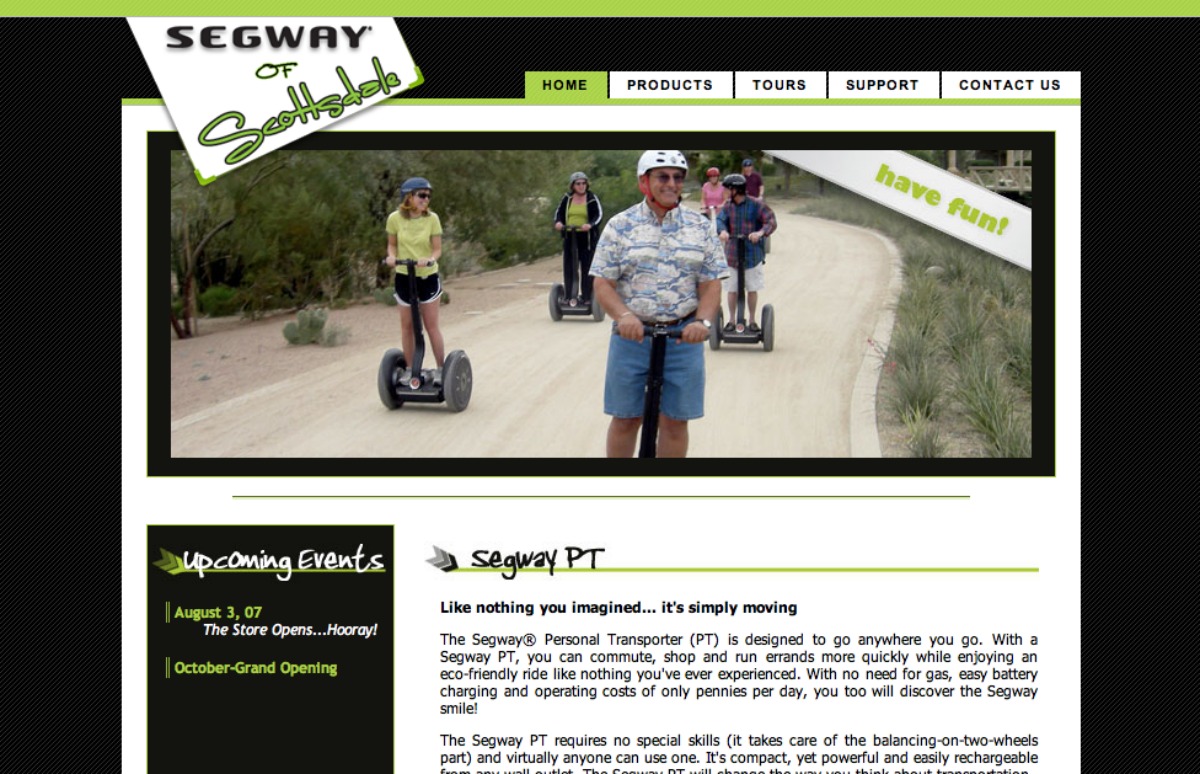 SEGWAY
OF
Scottsdale
HOME
PRODUCTS
TOURS
SUPPORT
CONTACT US
have fun!
Upcoming Events
August 3, 07
The Store Opens...Hooray!
October-Grand Opening
Segway PT
Like nothing you imagined... it's simply moving
The Segway® Personal Transporter (PT) is designed to go anywhere you go. With a
Segway PT, you can commute, shop and run errands more quickly while enjoying an
eco-friendly ride like nothing you've ever experienced. With no need for gas, easy battery
charging and operating costs of only pennies per day, you too will discover the Segway
smile!
The Segway PT requires no special skills (it takes care of the balancing-on-two-wheels
part) and virtually anyone can use one. It's compact, yet powerful and easily rechargeable
from any wall outlet. The Segway PT will change the way you think about transportation